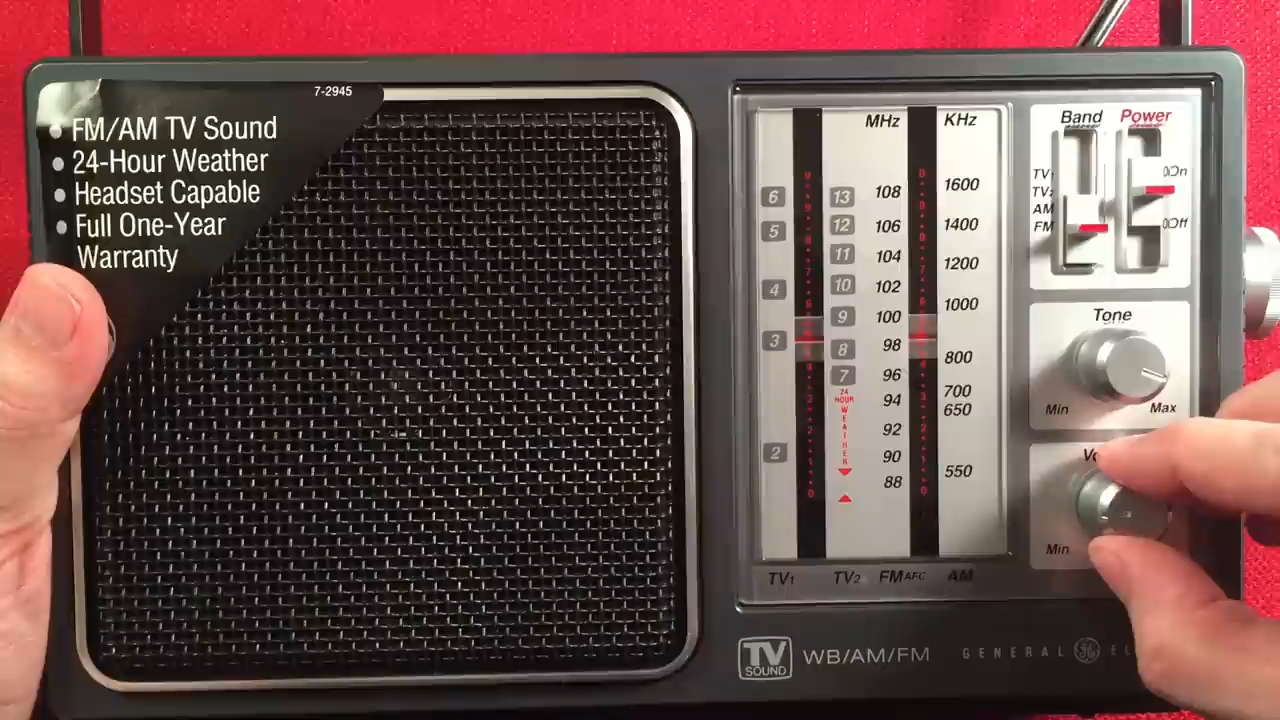 7-2945
• FM/AM TV Sound
• 24-Hour Weather
• Headset Capable
• Full One-Year
Warranty
MHz
KHz
6 13 108 1600
5 12 106 1400
11 104 1200
4 10 102 1000
9 100
3 8 98 800
7 96 700
24 HOUR WEATHER
94 650
92
2 90 550
88
TV1 TV2 FM AFC AM
Band Power
TV1
TV2
AM
FM
On
Off
Tone
Min Max
Min
TV SOUND
WB/AM/FM
GENERAL GE